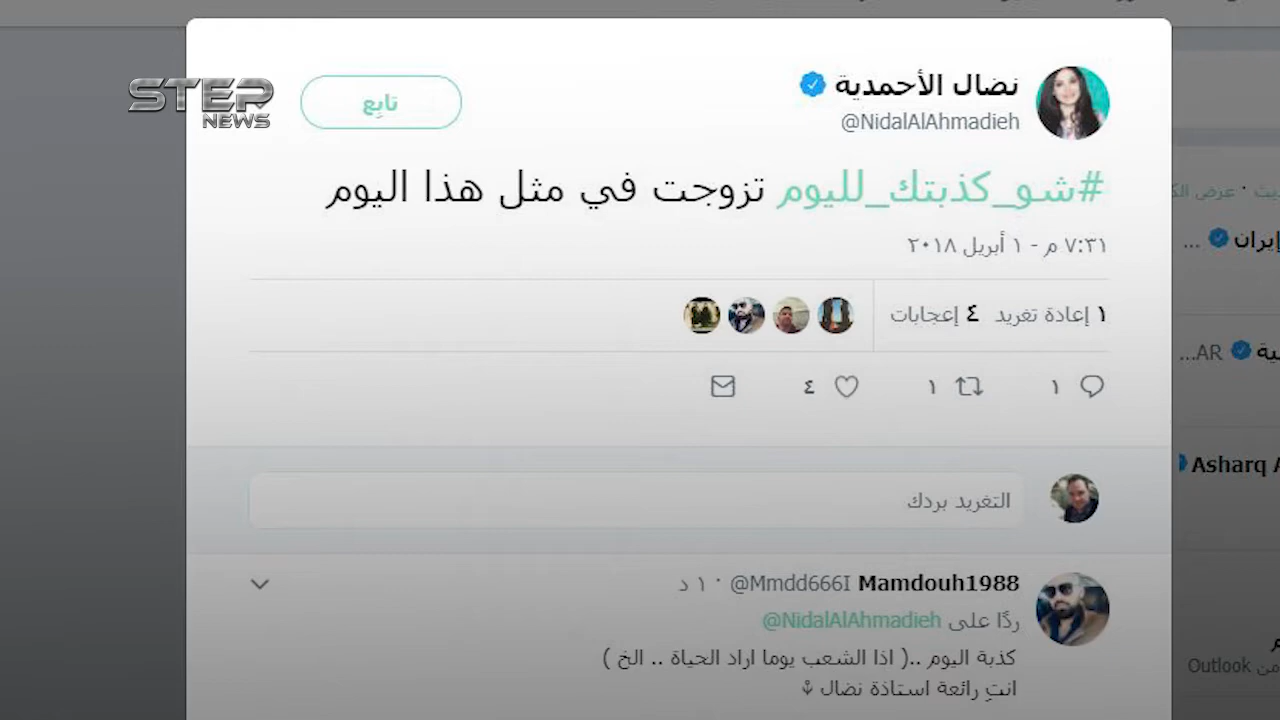 STEP
NEWS
تابِع
نضال الأحمدية
@NidalAlAhmadieh
#شو_كذبتك_لليوم تزوجت في مثل هذا اليوم
٧:٣١ م - ١ أبريل ٢٠١٨
١ إعادة تغريد ٤ إعجابات
١ ١ ٤
التغريد بردك
Mamdouh1988 @Mmdd666I · ١ د
ردًا على @NidalAlAhmadieh
كذبة اليوم ..( اذا الشعب يوما اراد الحياة .. الخ )
انتِ رائعة استاذة نضال
عرض
إيران ...
AR...
Asharq A
Outlook